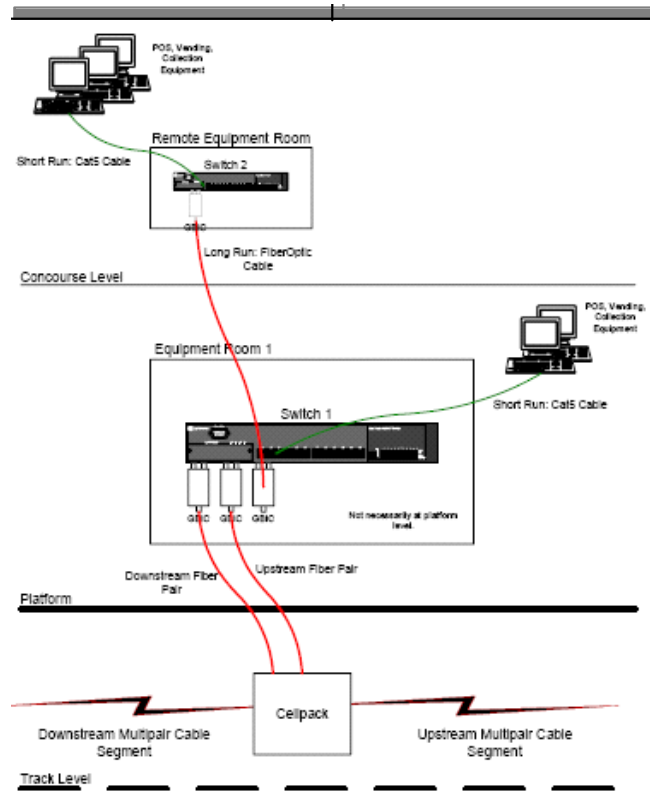 POS, Vending,
Collection
Equipment
Remote Equipment Room
Short Run: Cat5 Cable
Switch 2
GBIC
Long Run: FiberOptic
Cable
Concourse Level
POS, Vending,
Collection
Equipment
Equipment Room 1
Short Run: Cat5 Cable
Switch 1
GBIC
GBIC
GBIC
Not necessarily at platform
level.
Downstream Fiber
Pair
Upstream Fiber Pair
Platform
Cellpack
Downstream Multipair Cable
Segment
Upstream Multipair Cable
Segment
Track Level